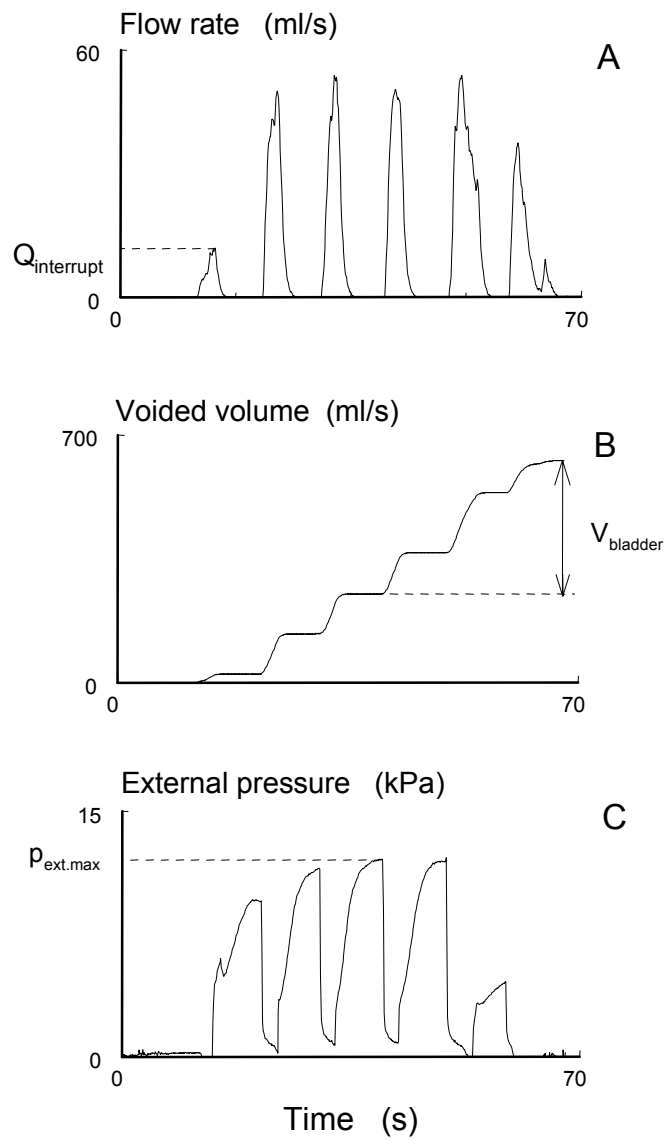 Flow rate (ml/s)
A
60
Qinterrupt
0
0
70
Voided volume (ml/s)
B
700
Vbladder
0
0
70
External pressure (kPa)
C
15
pext.max
0
0
70
Time (s)